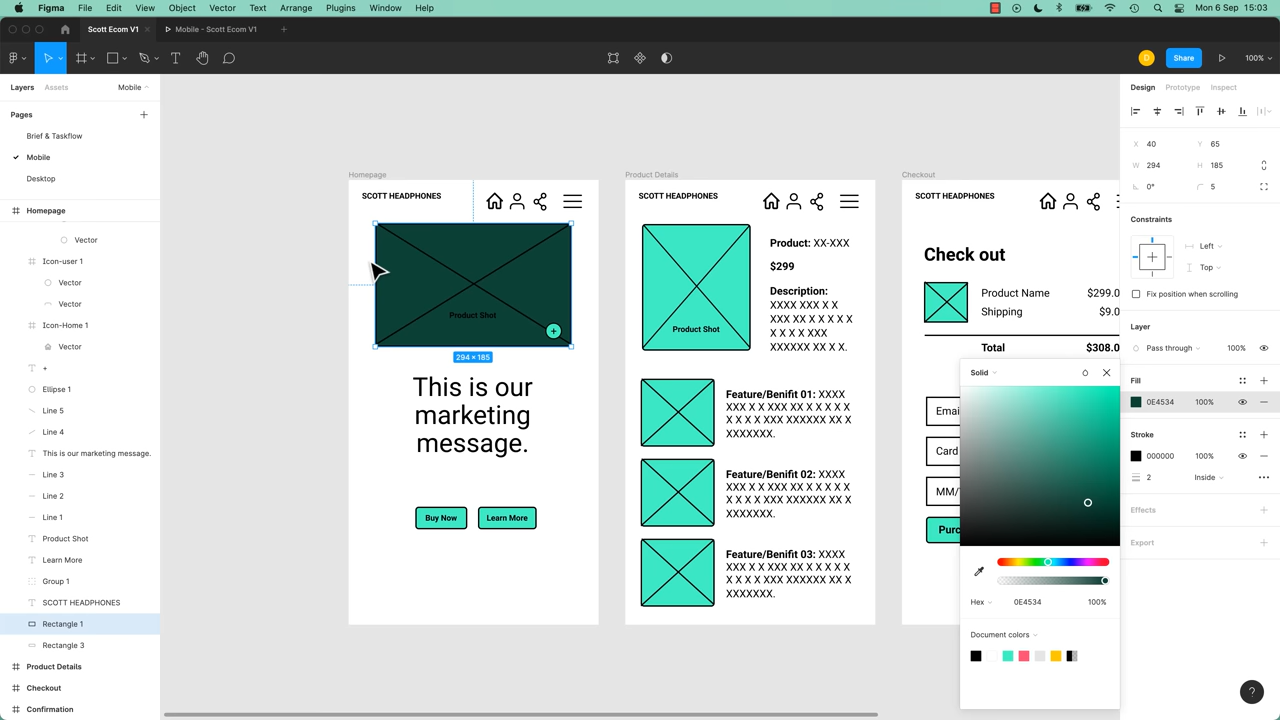 Figma File Edit View Object Vector Text Arrange Plugins Window Help Mon 6 Sep 15:03
Scott Ecom V1 Mobile - Scott Ecom V1
D Share 100%
Layers Assets Mobile
Pages
Brief & Taskflow
Mobile
Desktop
Homepage
Vector
Icon-user 1
Vector
Vector
Icon-Home 1
Vector
+
Ellipse 1
Line 5
Line 4
This is our marketing message.
Line 3
Line 2
Line 1
Product Shot
Learn More
Group 1
SCOTT HEADPHONES
Rectangle 1
Rectangle 3
Product Details
Checkout
Confirmation
Homepage
SCOTT HEADPHONES
Product Shot
+
294 × 185
This is our
marketing
message.
Buy Now Learn More
Product Details
SCOTT HEADPHONES
Product Shot
Product: XX-XXX
$299
Description:
XXXX XXX X X
XXX XX X X X X X
X X X X XXX
XXXXXX XX X X.
Feature/Benifit 01: XXXX
XXX X X XXX XX X X X X X
X X X X XXX XXXXXX XX X
XXXXXXX.
Feature/Benifit 02: XXXX
XXX X X XXX XX X X X X X
X X X X XXX XXXXXX XX X
XXXXXXX.
Feature/Benifit 03: XXXX
XXX X X XXX XX X X X X X
X X X X XXX XXXXXX XX X
XXXXXXX.
Checkout
SCOTT HEADPHONES
Check out
Product Name $299.0
Shipping $9.0
Total $308.0
Emai
Card
MM/
Purc
Solid
Hex 0E4534 100%
Document colors
Design Prototype Inspect
X 40 Y 65
W 294 H 185
0° 5
Constraints
Left
Top
Fix position when scrolling
Layer
Pass through 100%
Fill
0E4534 100%
Stroke
000000 100%
2 Inside
Effects
Export
?